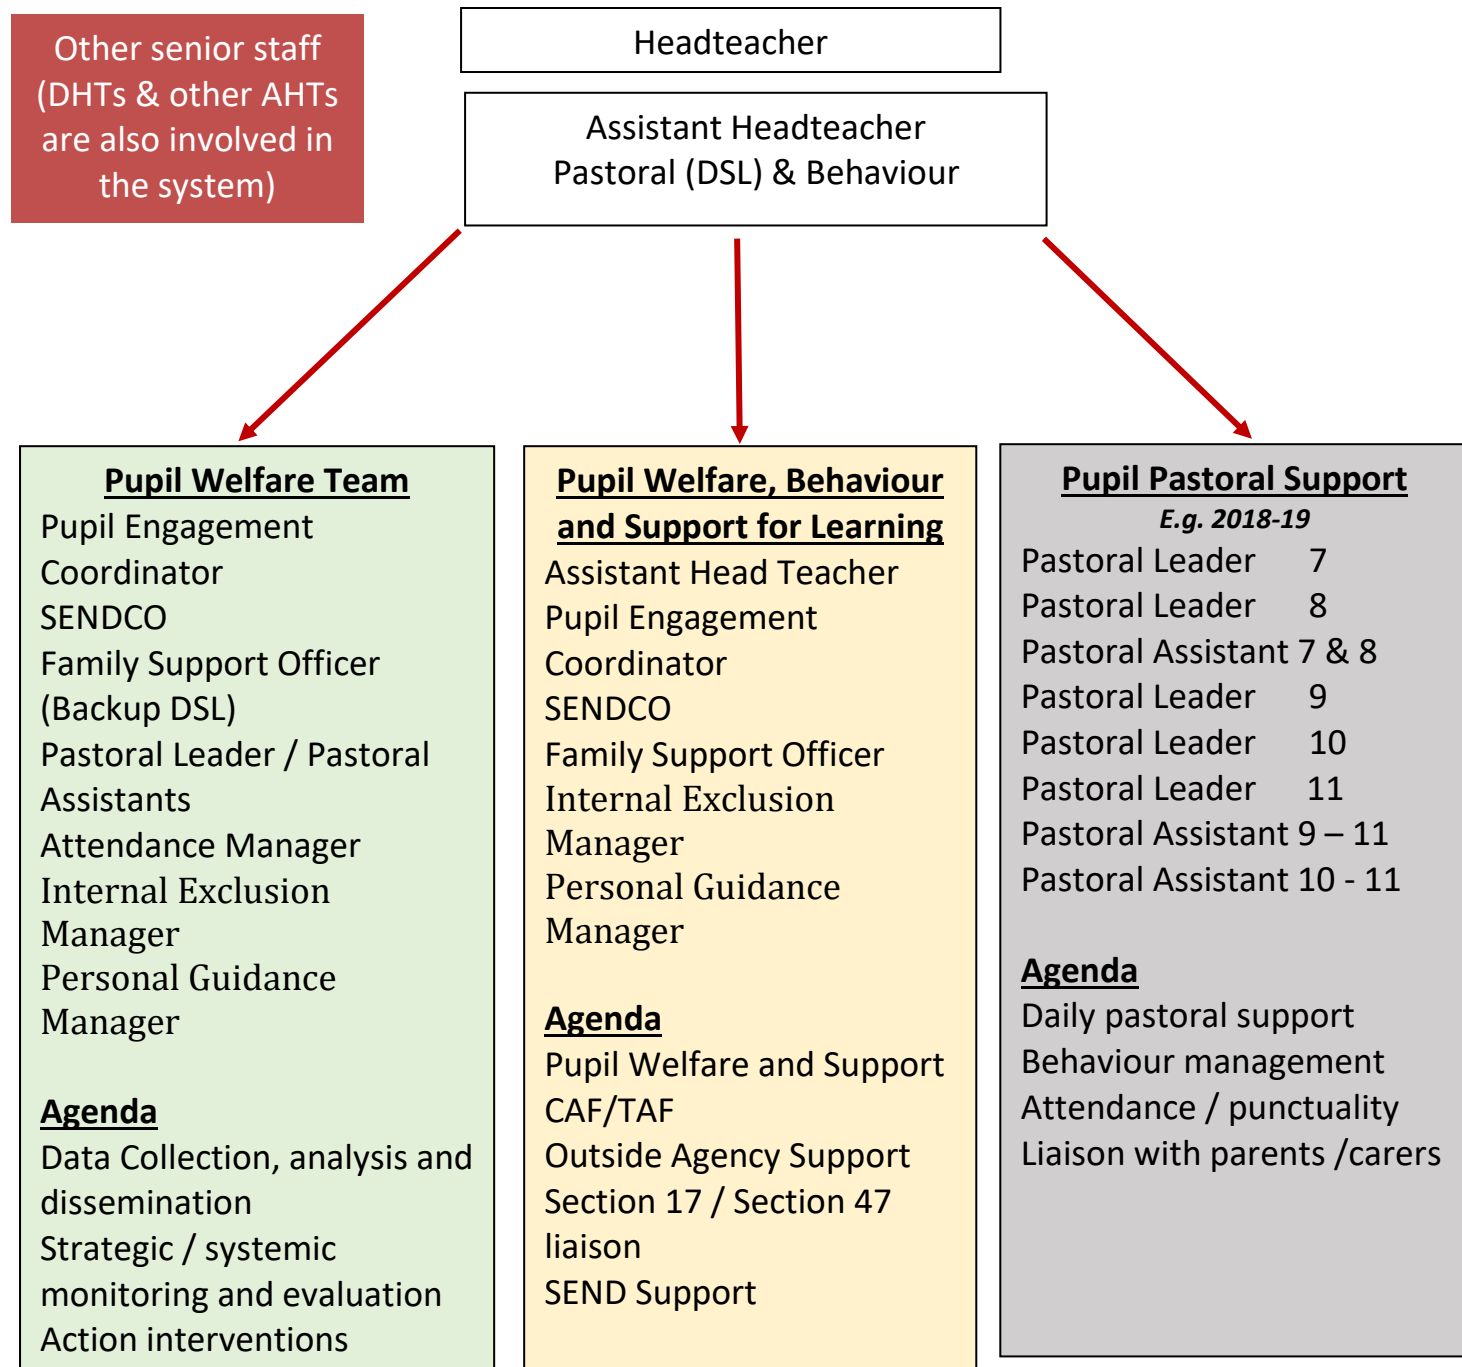 Other senior staff
(DHTs & other AHTs
are also involved in
the system)
Headteacher
Assistant Headteacher
Pastoral (DSL) & Behaviour
Pupil Welfare Team
Pupil Engagement
Coordinator
SENDCO
Family Support Officer
(Backup DSL)
Pastoral Leader / Pastoral
Assistants
Attendance Manager
Internal Exclusion
Manager
Personal Guidance
Manager
Agenda
Data Collection, analysis and
dissemination
Strategic / systemic
monitoring and evaluation
Action interventions
Pupil Welfare, Behaviour
and Support for Learning
Assistant Head Teacher
Pupil Engagement
Coordinator
SENDCO
Family Support Officer
Internal Exclusion
Manager
Personal Guidance
Manager
Agenda
Pupil Welfare and Support
CAF/TAF
Outside Agency Support
Section 17 / Section 47
liaison
SEND Support
Pupil Pastoral Support
E.g. 2018-19
Pastoral Leader 7
Pastoral Leader 8
Pastoral Assistant 7 & 8
Pastoral Leader 9
Pastoral Leader 10
Pastoral Leader 11
Pastoral Assistant 9 – 11
Pastoral Assistant 10 - 11
Agenda
Daily pastoral support
Behaviour management
Attendance / punctuality
Liaison with parents /carers